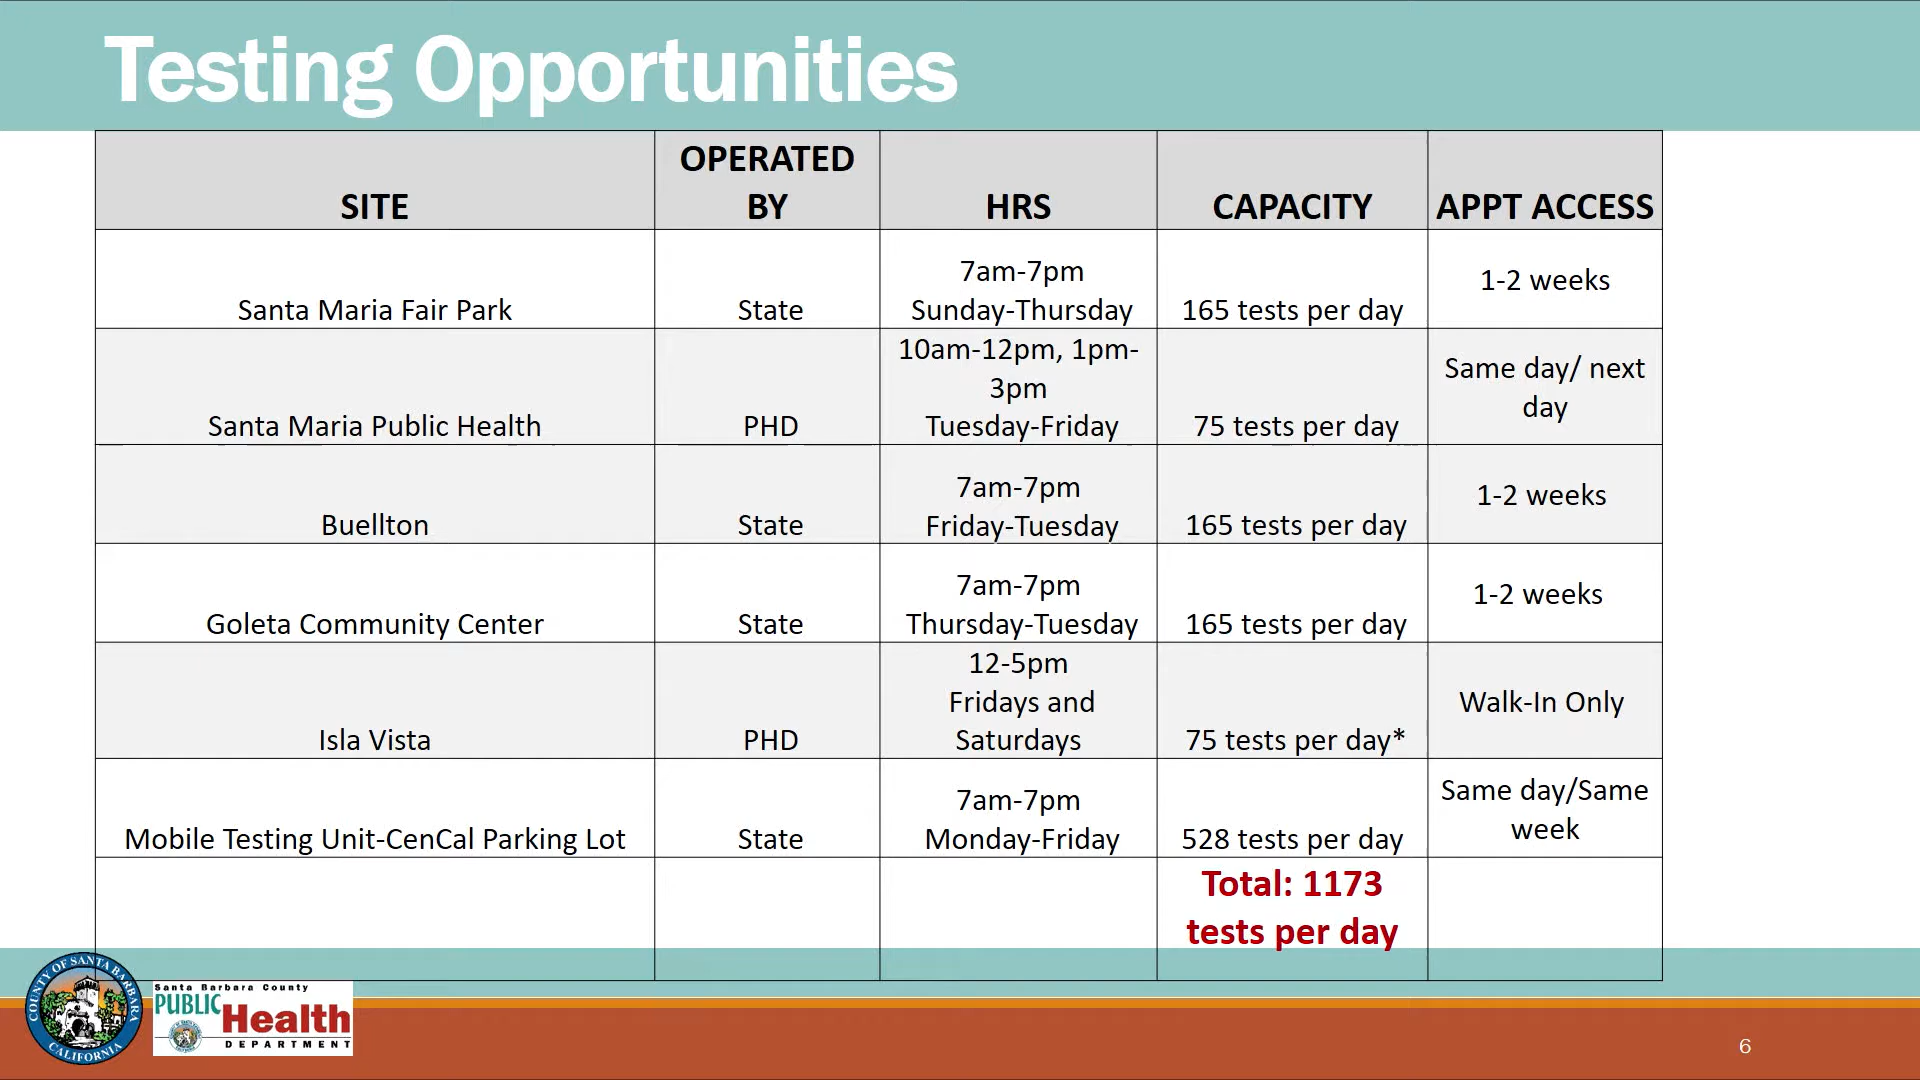 Testing Opportunities
SITE
OPERATED
BY
HRS
CAPACITY
APPT ACCESS
Santa Maria Fair Park
State
7am-7pm
Sunday-Thursday
165 tests per day
1-2 weeks
Santa Maria Public Health
PHD
10am-12pm, 1pm-
3pm
Tuesday-Friday
75 tests per day
Same day/ next
day
Buellton
State
7am-7pm
Friday-Tuesday
165 tests per day
1-2 weeks
Goleta Community Center
State
7am-7pm
Thursday-Tuesday
165 tests per day
1-2 weeks
Isla Vista
PHD
12-5pm
Fridays and
Saturdays
75 tests per day*
Walk-In Only
Mobile Testing Unit-CenCal Parking Lot
State
7am-7pm
Monday-Friday
528 tests per day
Same day/Same
week
Total: 1173
tests per day
COUNTY OF SANTA BARBARA
CALIFORNIA
Santa Barbara County
PUBLIC
Health
DEPARTMENT
6